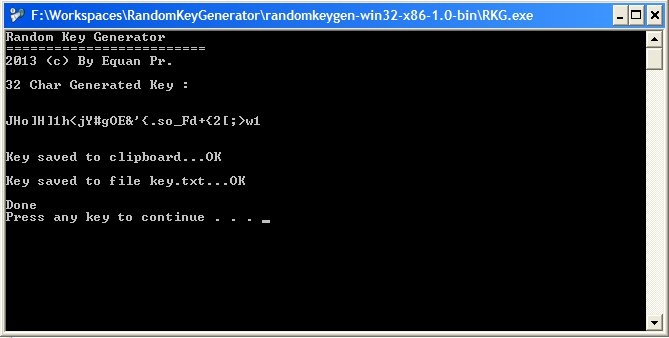 F:\Workspaces\RandomKeyGenerator\randomkeygen-win32-x86-1.0-bin\RKG.exe
Random Key Generator
=========================
2013 (c) By Equan Pr.
32 Char Generated Key :
JHo]H]1h<jY#gOE&'{.so_Fd+{2[;>w1
Key saved to clipboard...OK
Key saved to file key.txt...OK
Done
Press any key to continue . . .